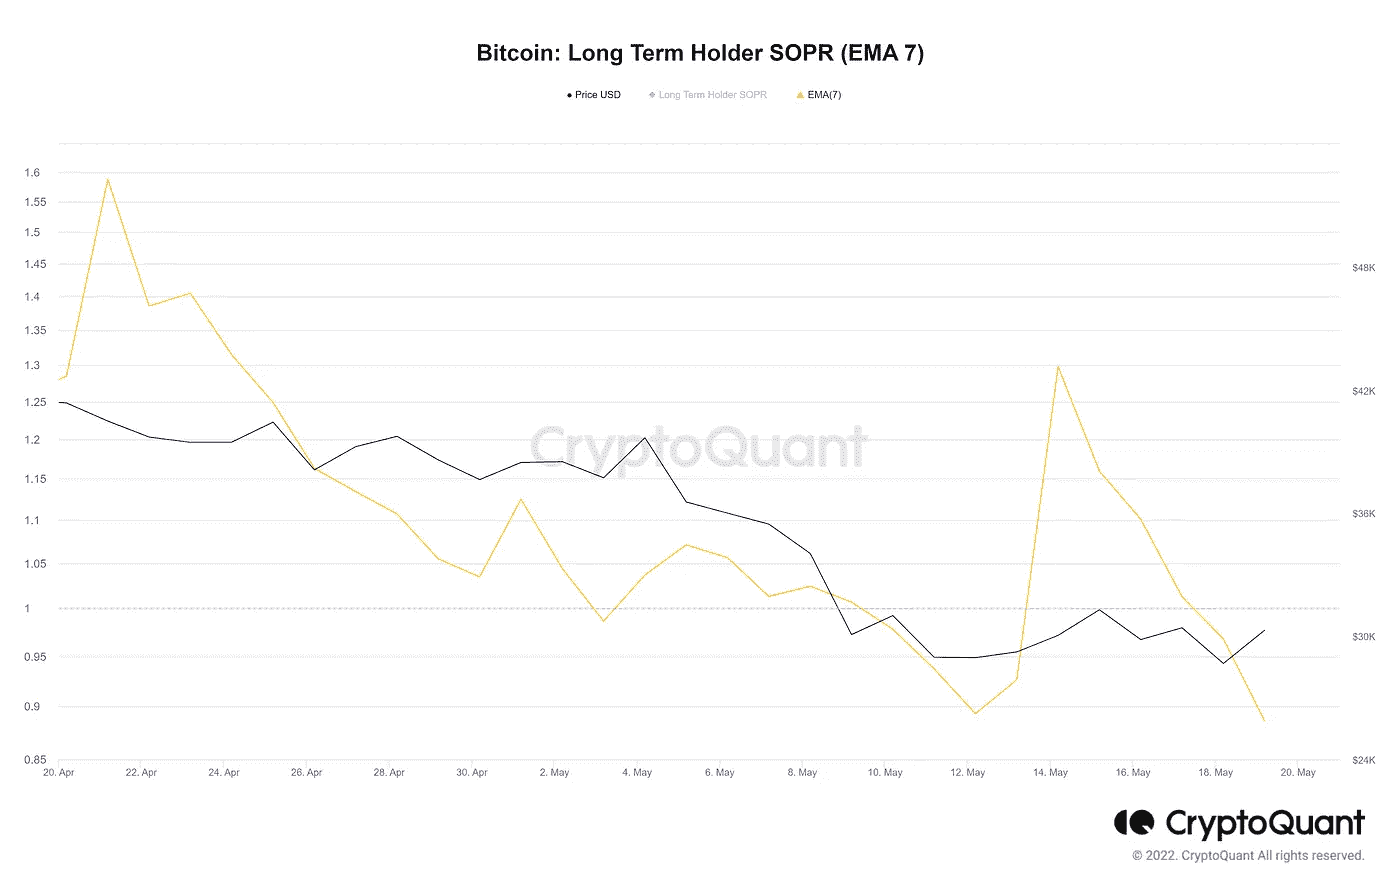 Bitcoin: Long Term Holder SOPR (EMA 7)
Price USD Long Term Holder SOPR EMA(7)
1.6
1.55
1.5
1.45
1.4
1.35
1.3
1.25
1.2
1.15
1.1
1.05
1
0.95
0.9
0.85
$48K
$42K
$36K
$30K
$24K
CryptoQuant
20. Apr 22. Apr 24. Apr 26. Apr 28. Apr 30. Apr 2. May 4. May 6. May 8. May 10. May 12. May 14. May 16. May 18. May 20. May
CryptoQuant
© 2022. CryptoQuant All rights reserved.